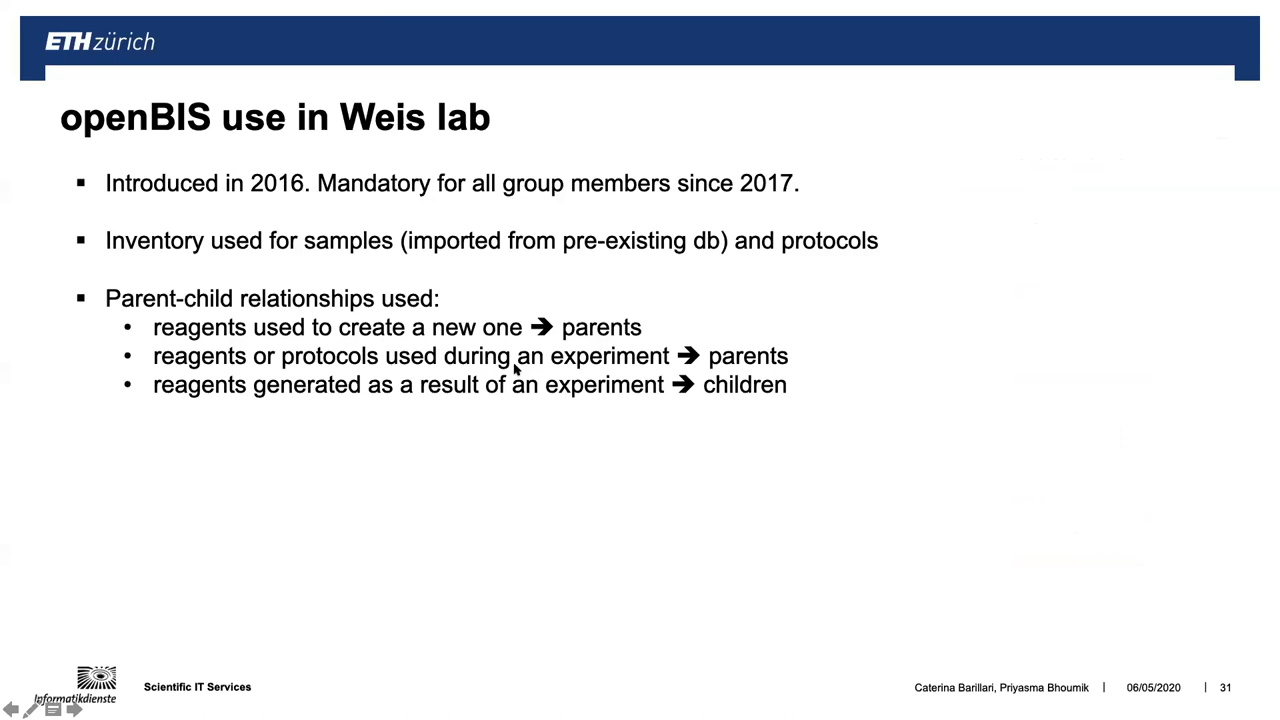 ETH zürich
openBIS use in Weis lab
▪ Introduced in 2016. Mandatory for all group members since 2017.
▪ Inventory used for samples (imported from pre-existing db) and protocols
▪ Parent-child relationships used:
• reagents used to create a new one ➔ parents
• reagents or protocols used during an experiment ➔ parents
• reagents generated as a result of an experiment ➔ children
Informatikdienste
Scientific IT Services
Caterina Barillari, Priyasma Bhoumik | 06/05/2020 | 31